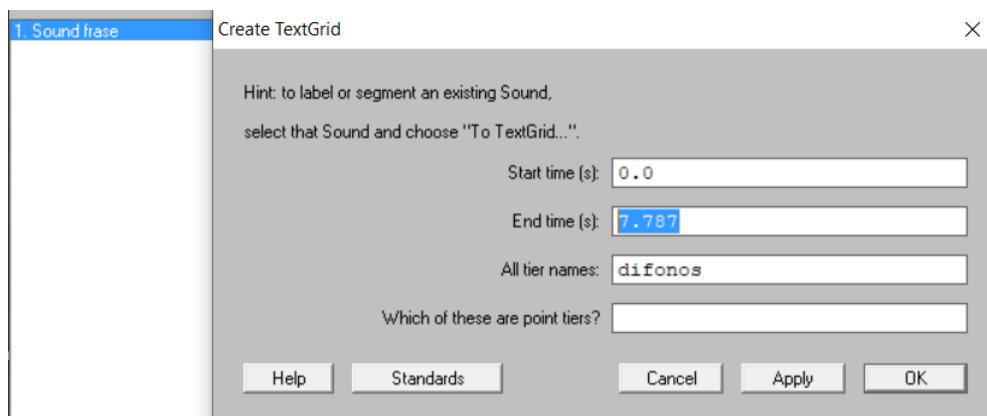 1. Sound frase
Create TextGrid
Hint: to label or segment an existing Sound,
select that Sound and choose "To TextGrid...".
Start time (s): 0.0
End time (s): 7.787
All tier names: difonos
Which of these are point tiers?
Help Standards Cancel Apply OK